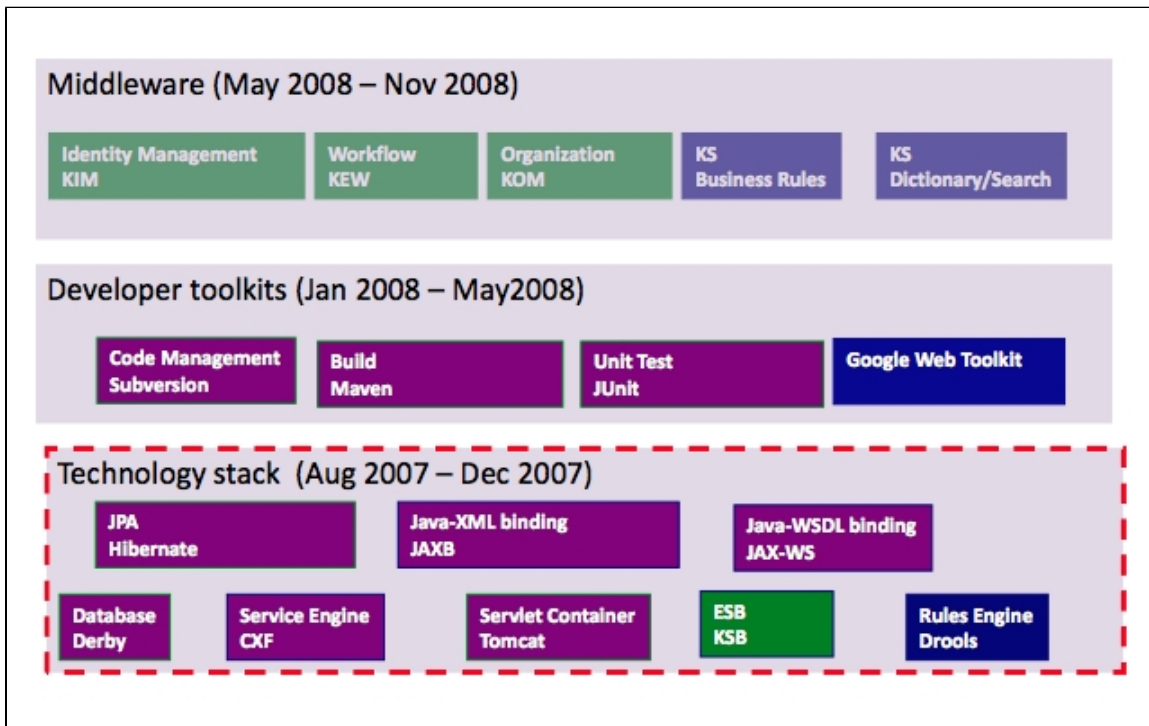 Middleware (May 2008 – Nov 2008)
Identity Management
KIM
Workflow
KEW
Organization
KOM
KS
Business Rules
KS
Dictionary/Search
Developer toolkits (Jan 2008 – May2008)
Code Management
Subversion
Build
Maven
Unit Test
JUnit
Google Web Toolkit
Technology stack (Aug 2007 – Dec 2007)
JPA
Hibernate
Java-XML binding
JAXB
Java-WSDL binding
JAX-WS
Database
Derby
Service Engine
CXF
Servlet Container
Tomcat
ESB
KSB
Rules Engine
Drools